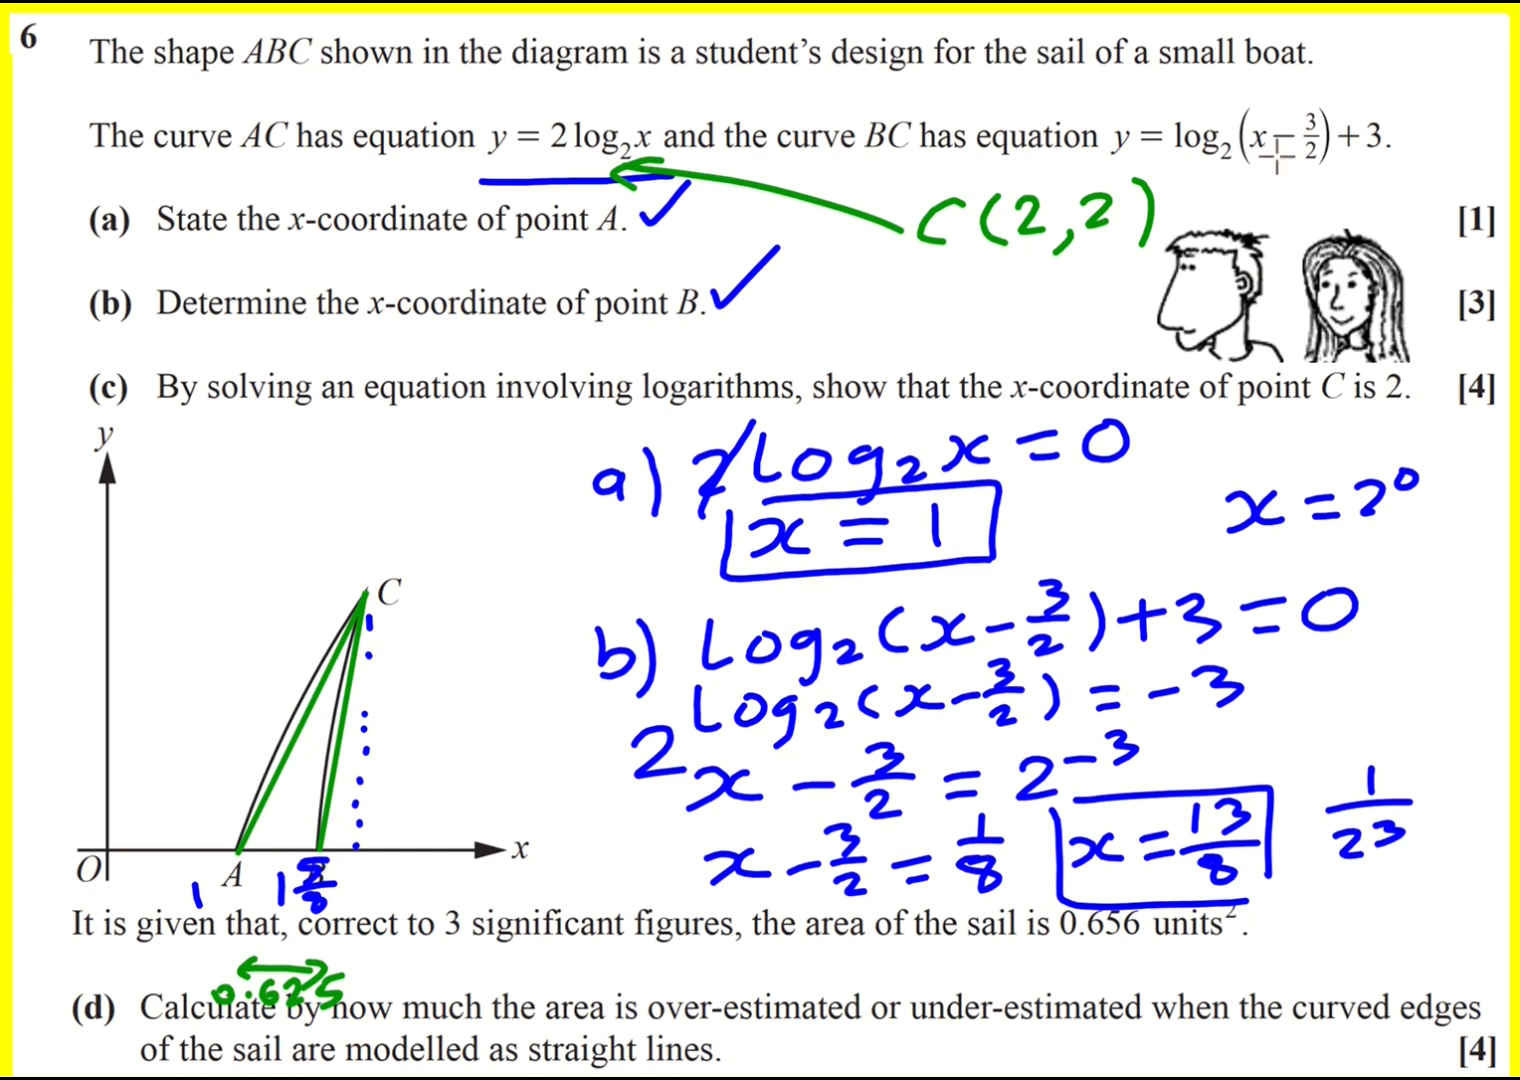 6
The shape ABC shown in the diagram is a student's design for the sail of a small boat.
The curve AC has equation y = 2 log₂x and the curve BC has equation y = log₂(x − 3/2) + 3.
C(2,2)
(a) State the x-coordinate of point A. ✓ [1]
(b) Determine the x-coordinate of point B. ✓ [3]
(c) By solving an equation involving logarithms, show that the x-coordinate of point C is 2. [4]
y
a) 2log₂x = 0
x = 2⁰
x = 1
C
b) log₂(x − 3/2) + 3 = 0
log₂(x − 3/2) = −3
2
x − 3/2 = 2⁻³
x − 3/2 = 1/8
x = 13/8
1/23
x
O
A
1
1 5/8
It is given that, correct to 3 significant figures, the area of the sail is 0.656 units².
0.625
(d) Calculate by how much the area is over-estimated or under-estimated when the curved edges
of the sail are modelled as straight lines. [4]